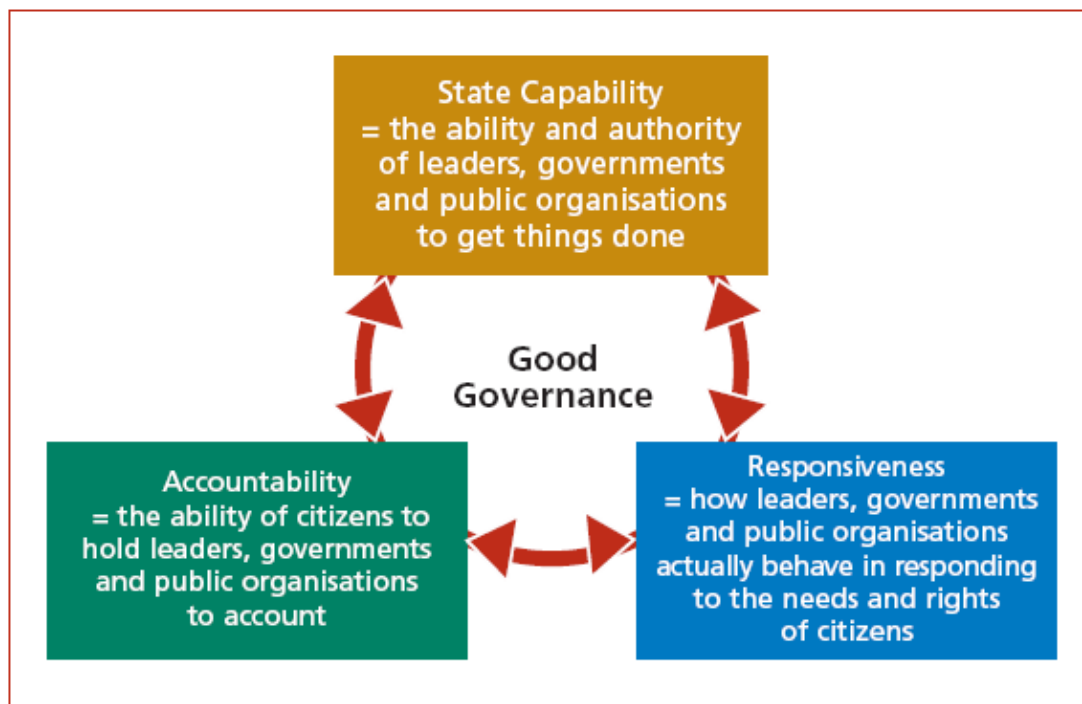 State Capability
= the ability and authority
of leaders, governments
and public organisations
to get things done
Good
Governance
Accountability
= the ability of citizens to
hold leaders, governments
and public organisations
to account
Responsiveness
= how leaders, governments
and public organisations
actually behave in responding
to the needs and rights
of citizens